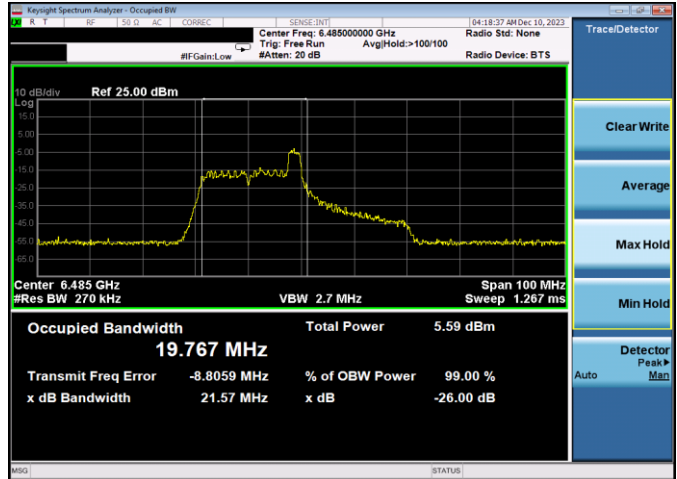 Keysight Spectrum Analyzer - Occupied BW
R T RF 50 Ω AC CORREC SENSE:INT 04:18:37 AM Dec 10, 2023
Center Freq: 6.485000000 GHz Radio Std: None
Trig: Free Run Avg|Hold:>100/100
#IFGain:Low #Atten: 20 dB Radio Device: BTS
10 dB/div Ref 25.00 dBm
Log
15.0
5.00
-5.00
-15.0
-25.0
-35.0
-45.0
-55.0
-65.0
Center 6.485 GHz Span 100 MHz
#Res BW 270 kHz VBW 2.7 MHz Sweep 1.267 ms
Occupied Bandwidth Total Power 5.59 dBm
19.767 MHz
Transmit Freq Error -8.8059 MHz % of OBW Power 99.00 %
x dB Bandwidth 21.57 MHz x dB -26.00 dB
MSG STATUS
Trace/Detector
Clear Write
Average
Max Hold
Min Hold
Detector
Peak▶
Auto Man